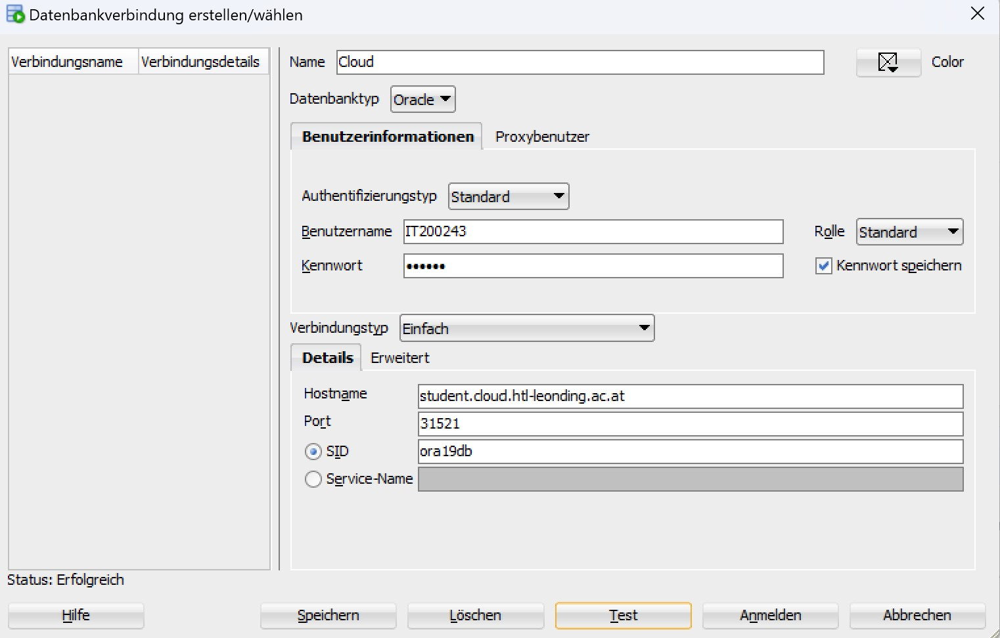 Datenbankverbindung erstellen/wählen
Verbindungsname Verbindungsdetails
Name Cloud Color
Datenbanktyp Oracle
Benutzerinformationen Proxybenutzer
Authentifizierungstyp Standard
Benutzername IT200243 Rolle Standard
Kennwort •••••• Kennwort speichern
Verbindungstyp Einfach
Details Erweitert
Hostname student.cloud.htl-leonding.ac.at
Port 31521
SID ora19db
Service-Name
Status: Erfolgreich
Hilfe Speichern Löschen Test Anmelden Abbrechen